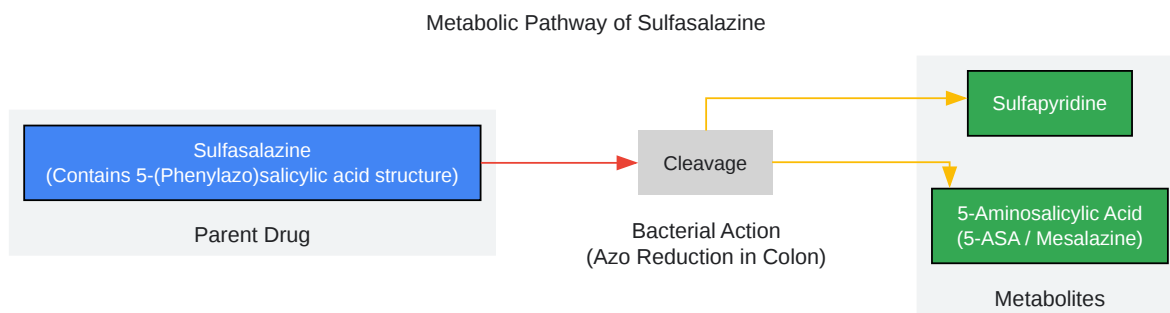 Metabolic Pathway of Sulfasalazine
Sulfasalazine
(Contains 5-(Phenylazo)salicylic acid structure)
Parent Drug
Cleavage
Bacterial Action
(Azo Reduction in Colon)
Sulfapyridine
5-Aminosalicylic Acid
(5-ASA / Mesalazine)
Metabolites